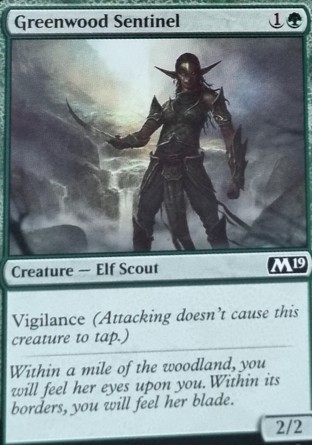 Greenwood Sentinel 1
Creature — Elf Scout M19
Vigilance (Attacking doesn't cause this
creature to tap.)
Within a mile of the woodland, you
will feel her eyes upon you. Within its
borders, you will feel her blade.
2/2